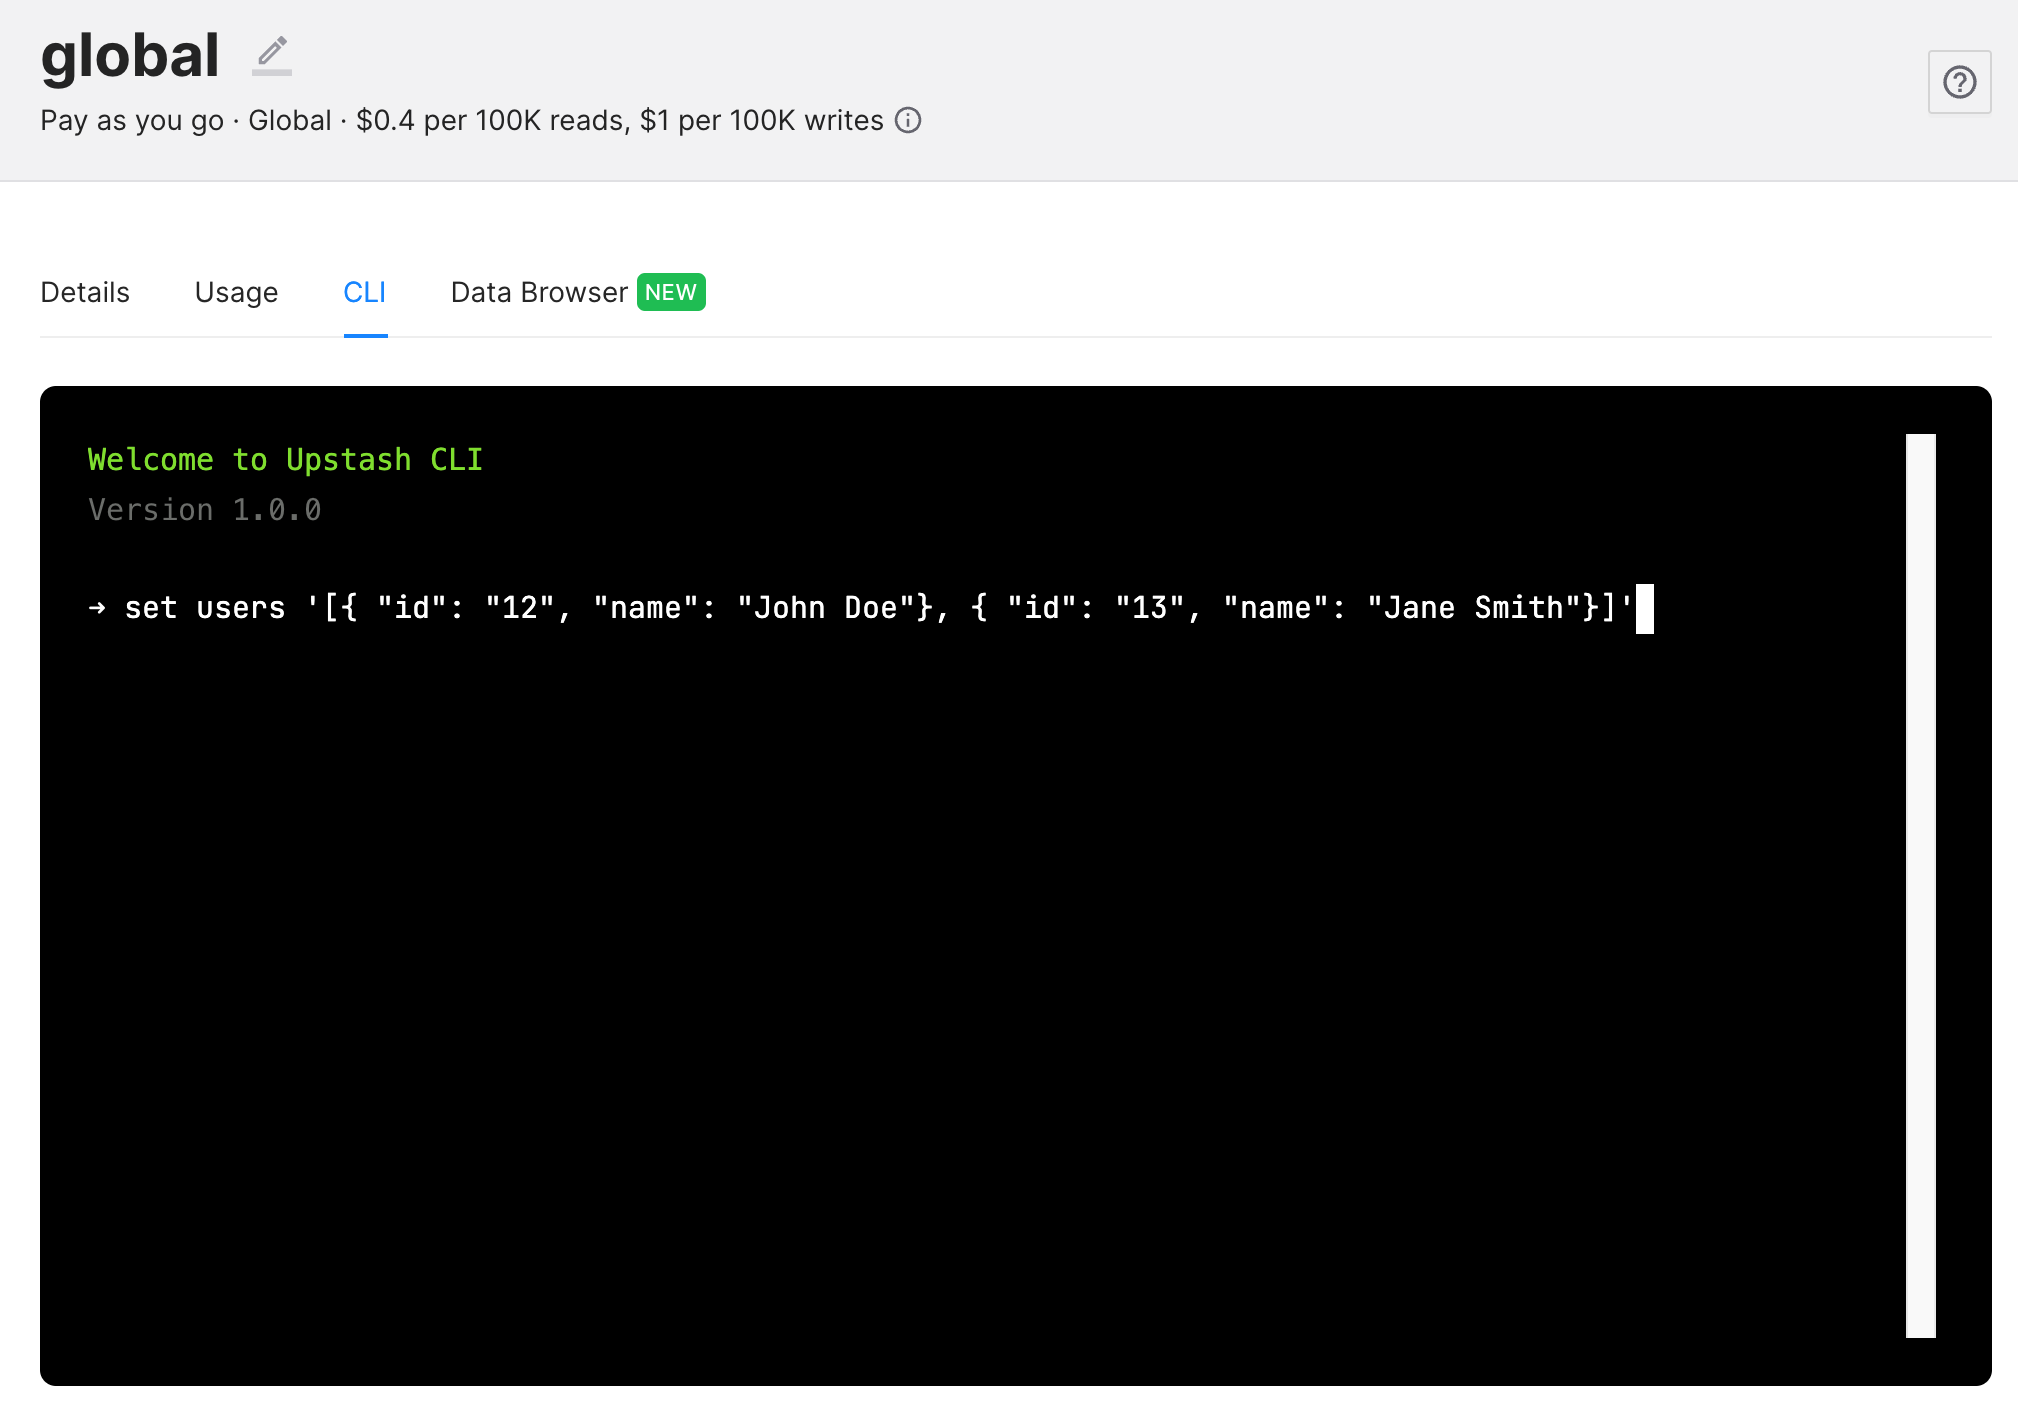 global
Pay as you go · Global · $0.4 per 100K reads, $1 per 100K writes
Details Usage CLI Data Browser NEW
Welcome to Upstash CLI
Version 1.0.0
→ set users '[{ "id": "12", "name": "John Doe"}, { "id": "13", "name": "Jane Smith"}]'